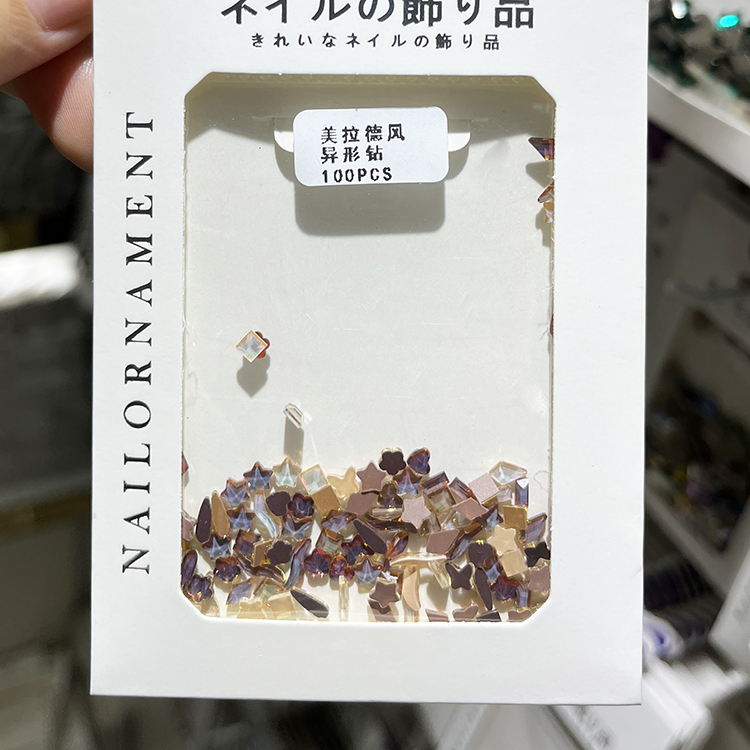 ネイルの飾り品
きれいなネイルの飾り品
NAILORNAMENT
美拉德风
异形钻
100PCS